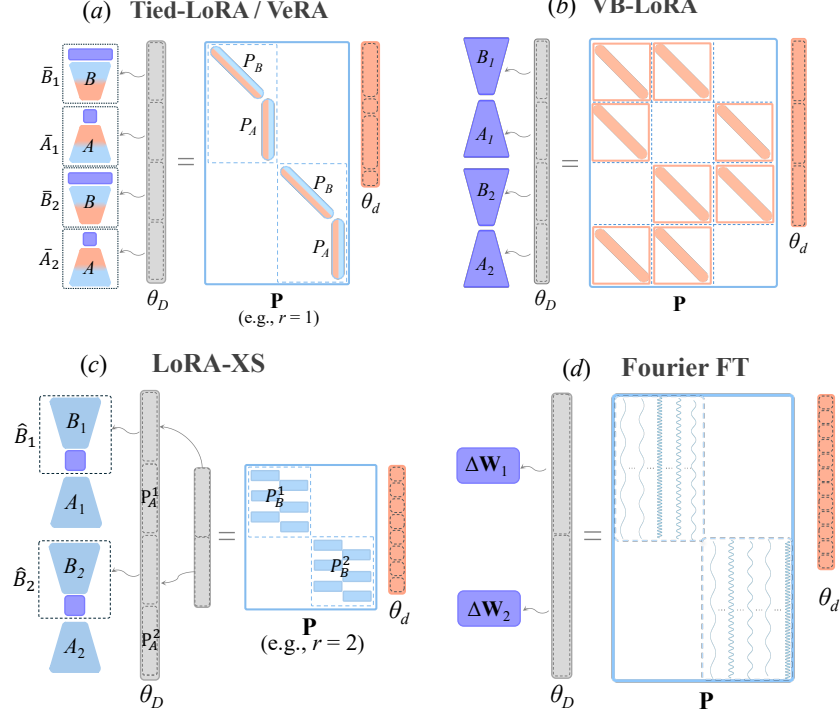 (a) Tied-LoRA / VeRA
B̄₁ B
Ā₁ A
B̄₂ B
Ā₂ A
θ_D
=
P_B
P_A
P_B
P_A
P
(e.g., r = 1)
θ_d
(b) VB-LoRA
B₁
A₁
B₂
A₂
θ_D
=
P
θ_d
(c) LoRA-XS
B̂₁ B₁
A₁
B̂₂ B₂
A₂
P_A^1
P_A^2
θ_D
=
P_B^1
P_B^2
P
(e.g., r = 2)
θ_d
(d) Fourier FT
ΔW₁
ΔW₂
θ_D
=
P
θ_d